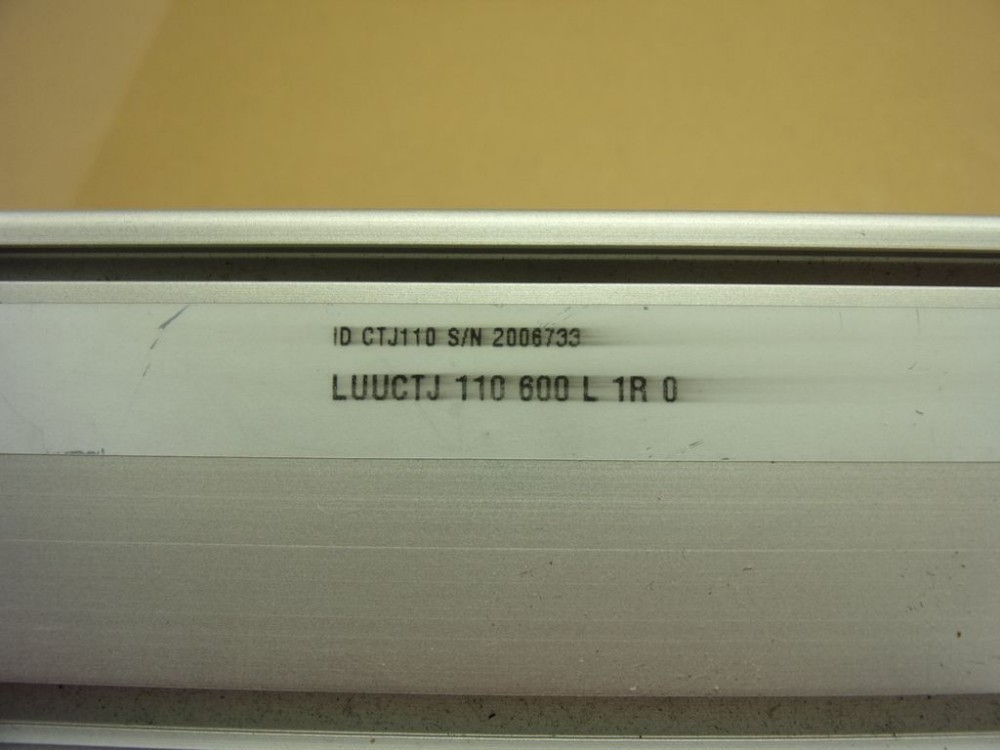 ID CTJ110 S/N 2006733
LUUCTJ 110 600 L 1R 0